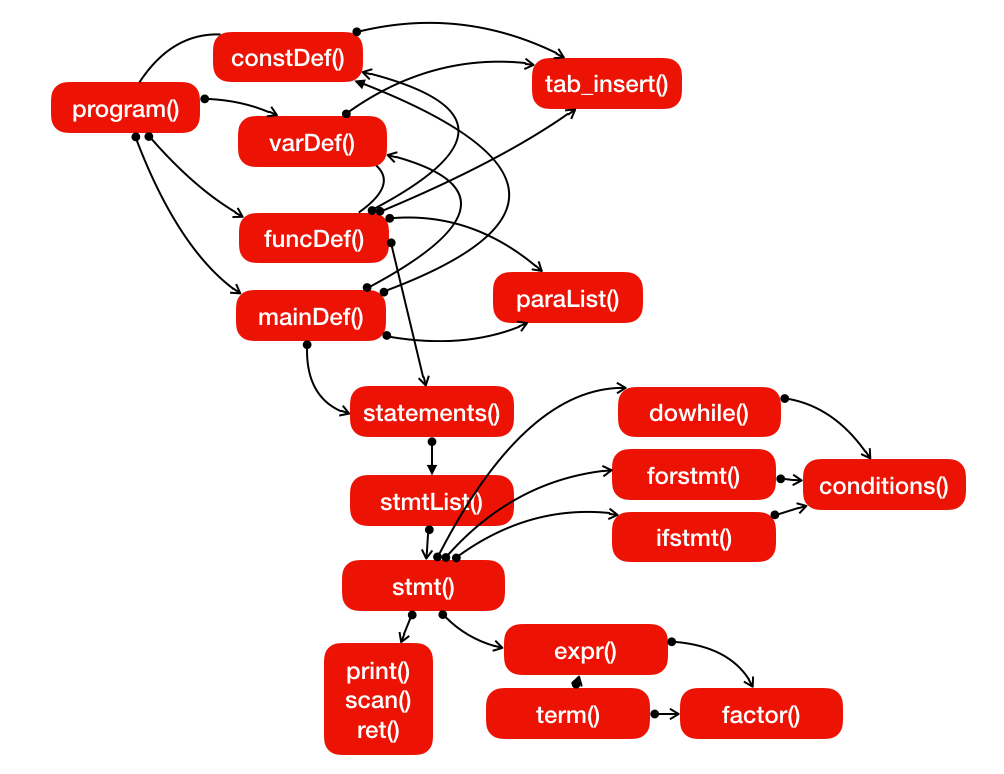 constDef()
tab_insert()
program()
varDef()
funcDef()
paraList()
mainDef()
statements()
dowhile()
forstmt()
conditions()
stmtList()
ifstmt()
stmt()
expr()
print()
scan()
ret()
term()
factor()